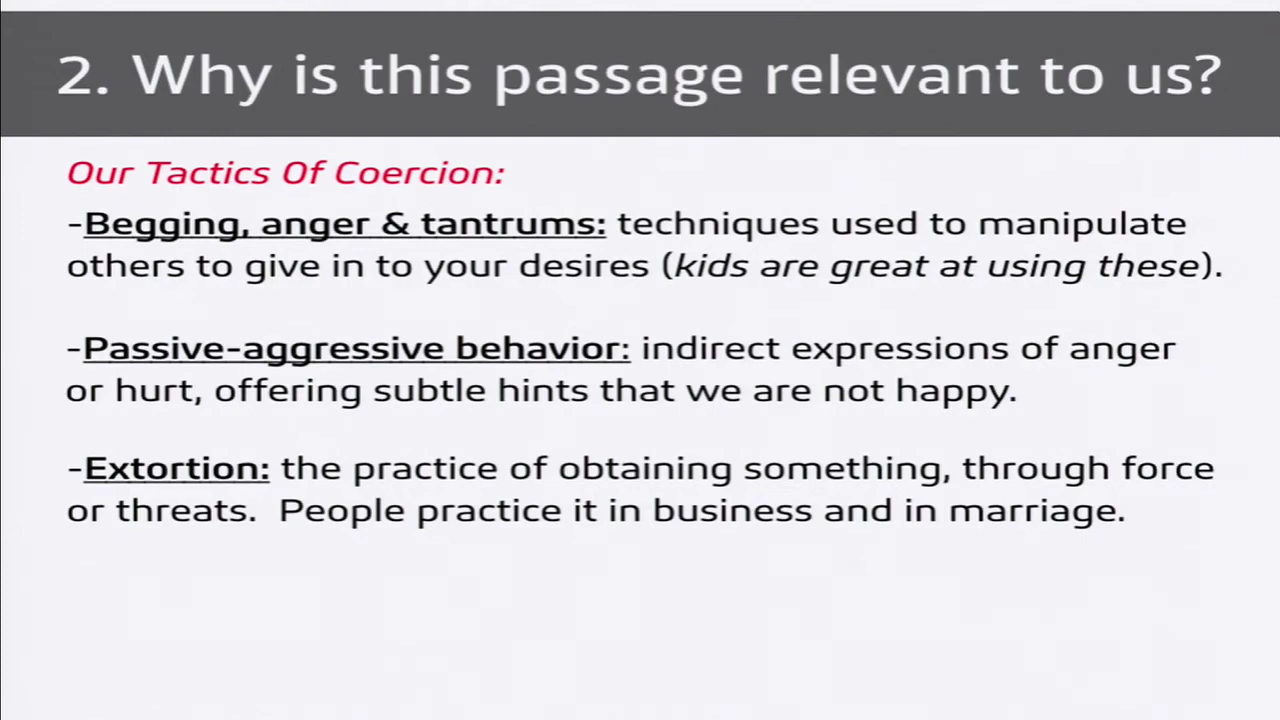 2. Why is this passage relevant to us?
Our Tactics Of Coercion:
-Begging, anger & tantrums: techniques used to manipulate
others to give in to your desires (kids are great at using these).
-Passive-aggressive behavior: indirect expressions of anger
or hurt, offering subtle hints that we are not happy.
-Extortion: the practice of obtaining something, through force
or threats.  People practice it in business and in marriage.